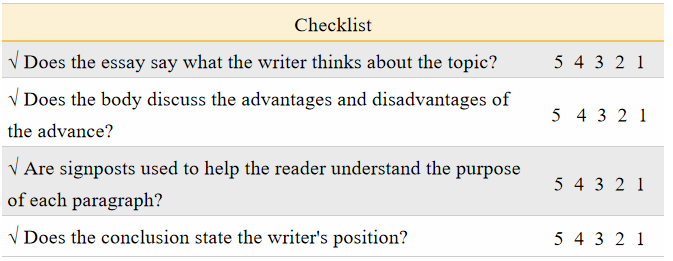 Checklist
√ Does the essay say what the writer thinks about the topic? 5 4 3 2 1
√ Does the body discuss the advantages and disadvantages of
the advance? 5 4 3 2 1
√ Are signposts used to help the reader understand the purpose
of each paragraph? 5 4 3 2 1
√ Does the conclusion state the writer's position? 5 4 3 2 1